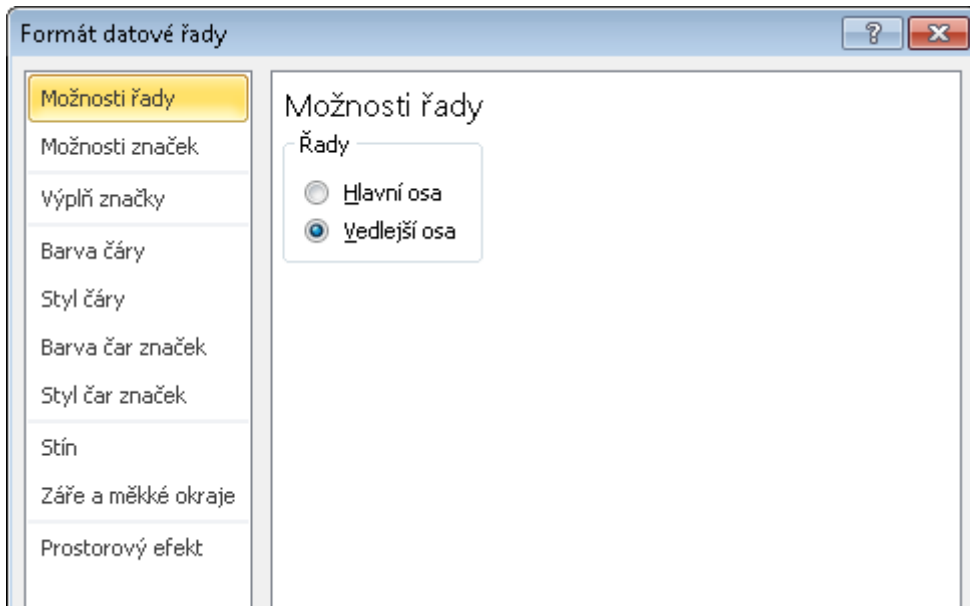 Formát datové řady
Možnosti řady
Možnosti značek
Výplň značky
Barva čáry
Styl čáry
Barva čar značek
Styl čar značek
Stín
Záře a měkké okraje
Prostorový efekt
Možnosti řady
Řady
Hlavní osa
Vedlejší osa